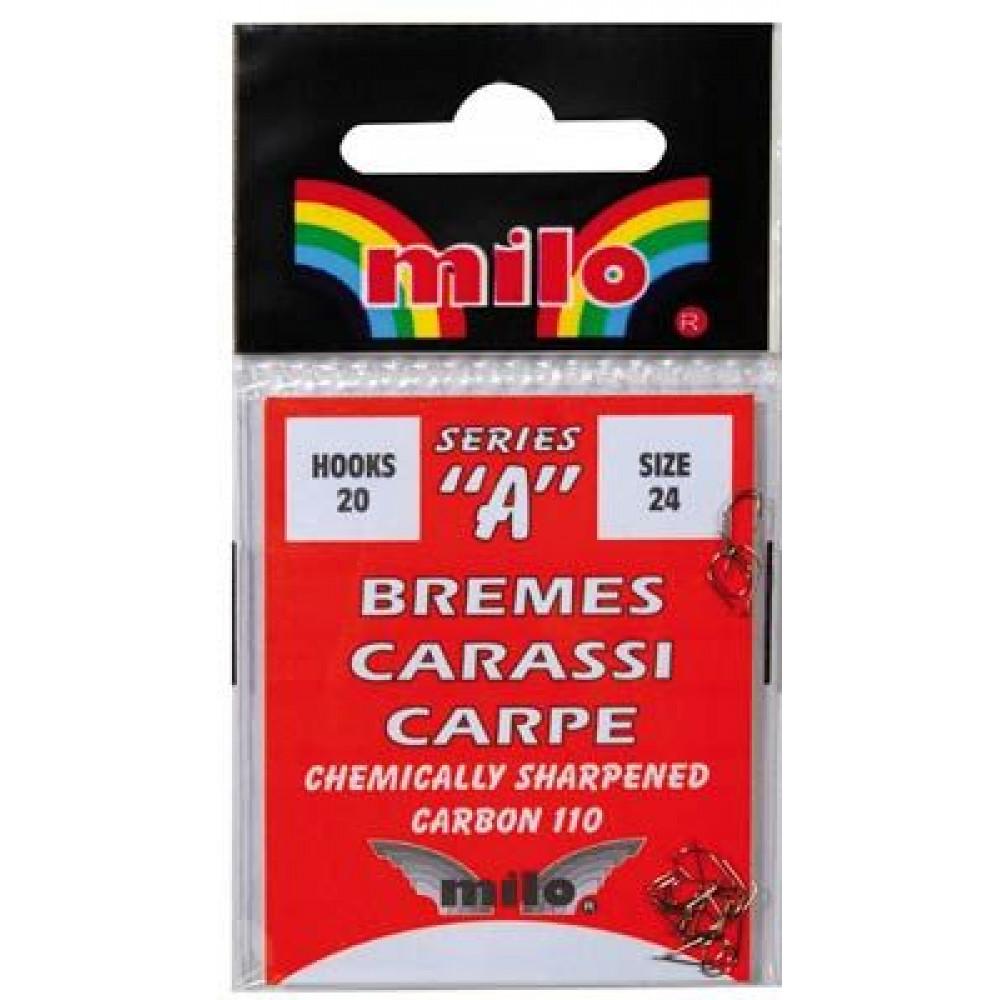 milo
®
HOOKS
20
SERIES
"A"
SIZE
24
BREMES
CARASSI
CARPE
CHEMICALLY SHARPENED
CARBON 110
milo®